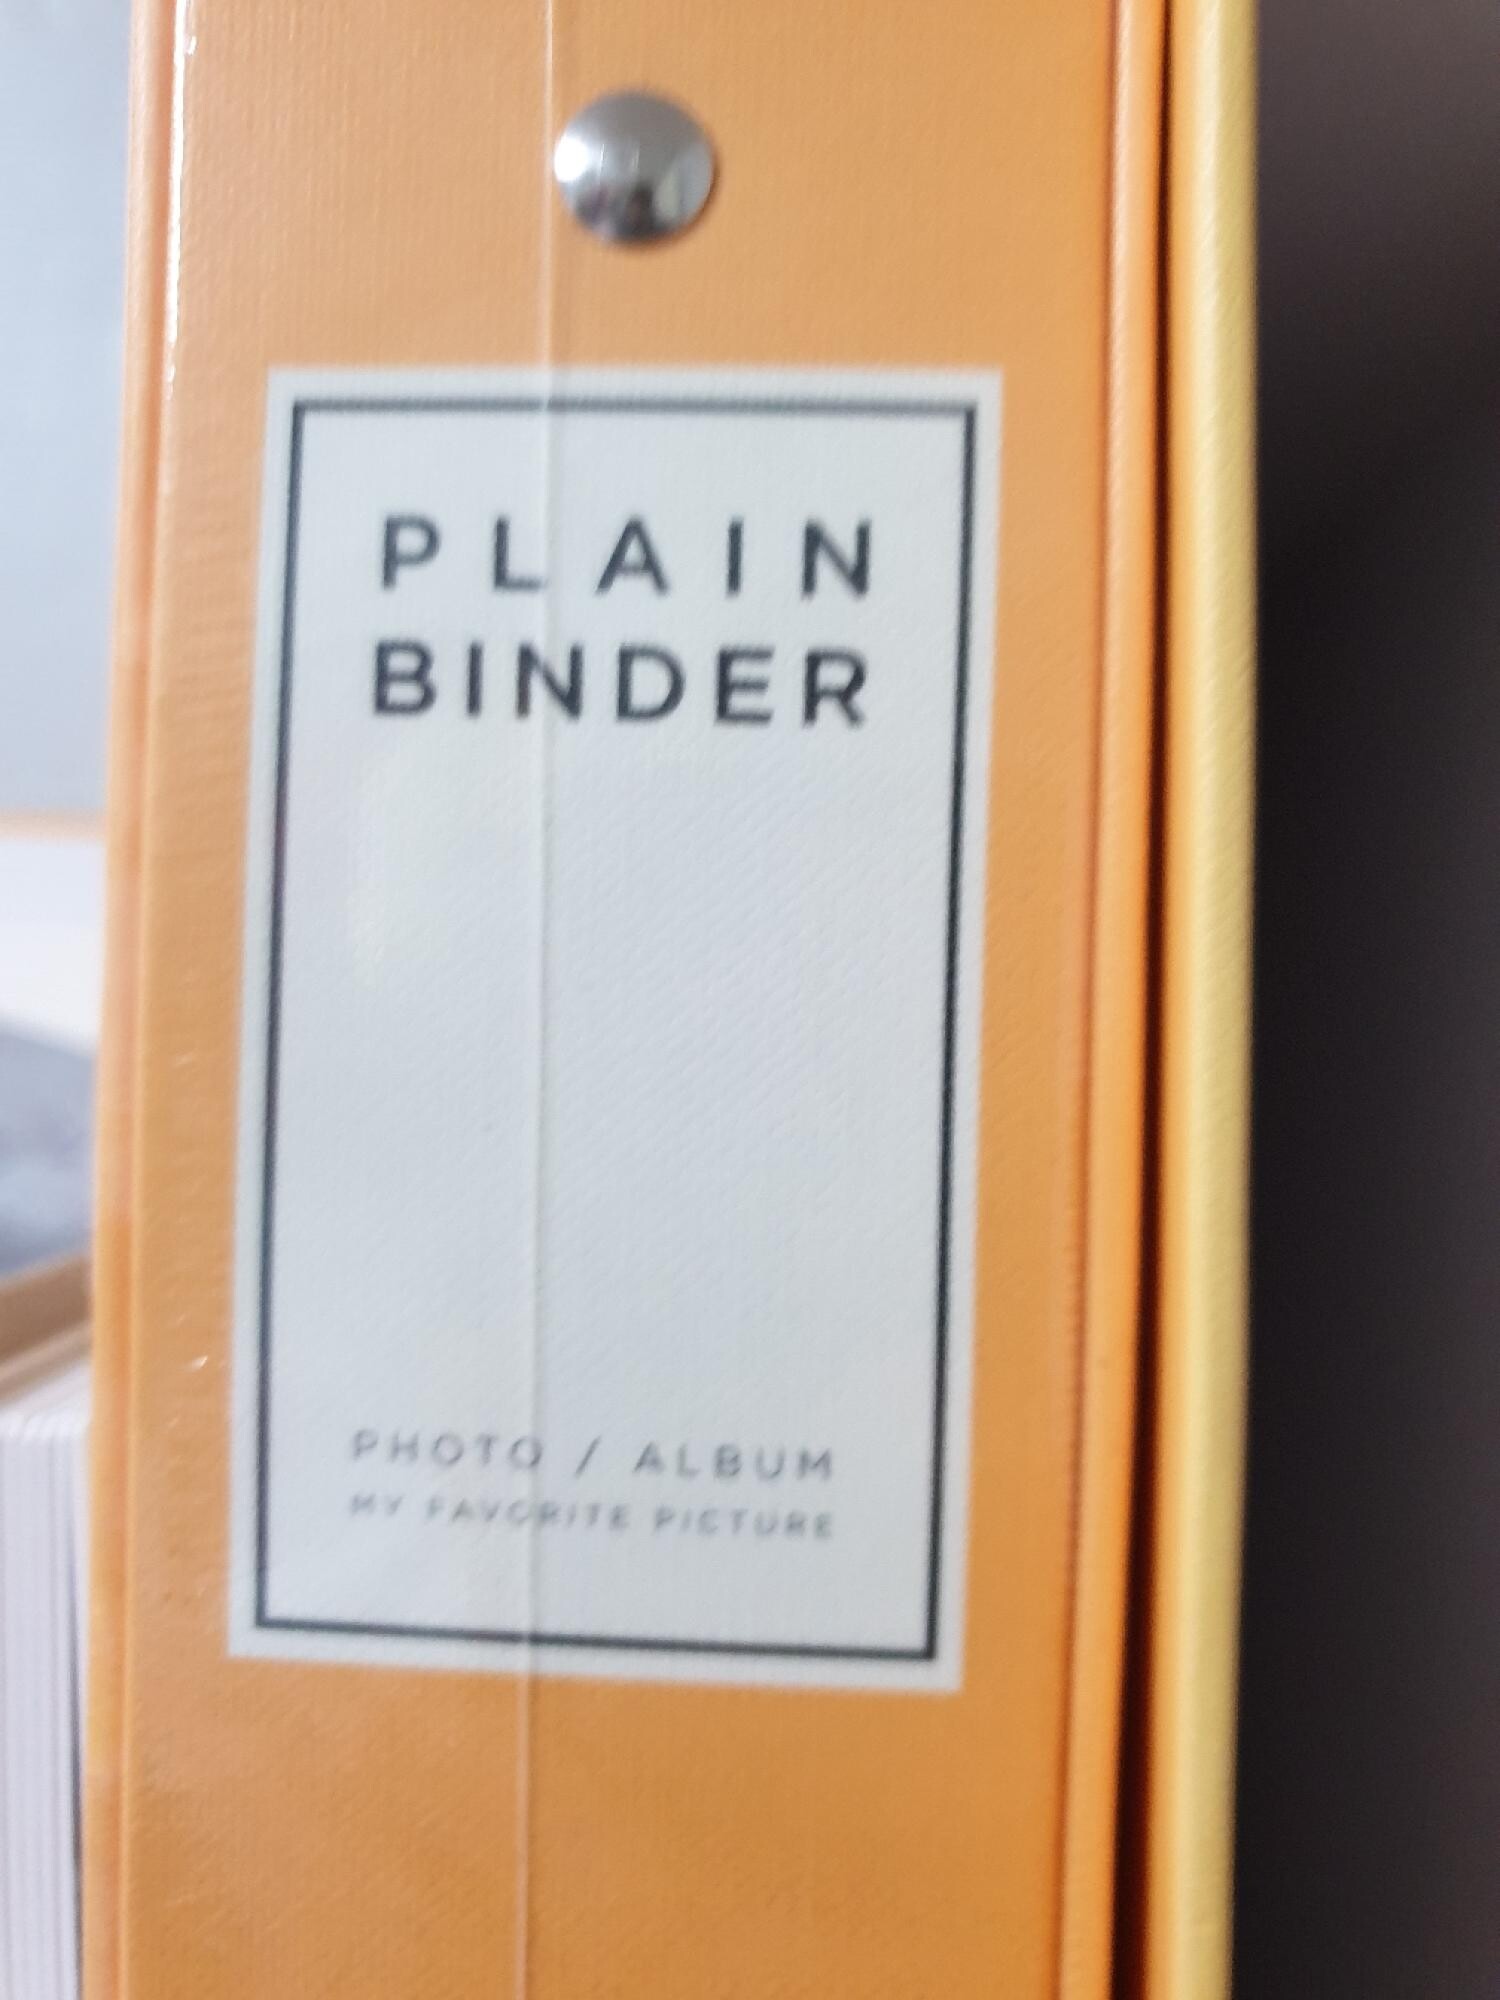 PLAIN
BINDER
PHOTO / ALBUM
MY FAVORITE PICTURE